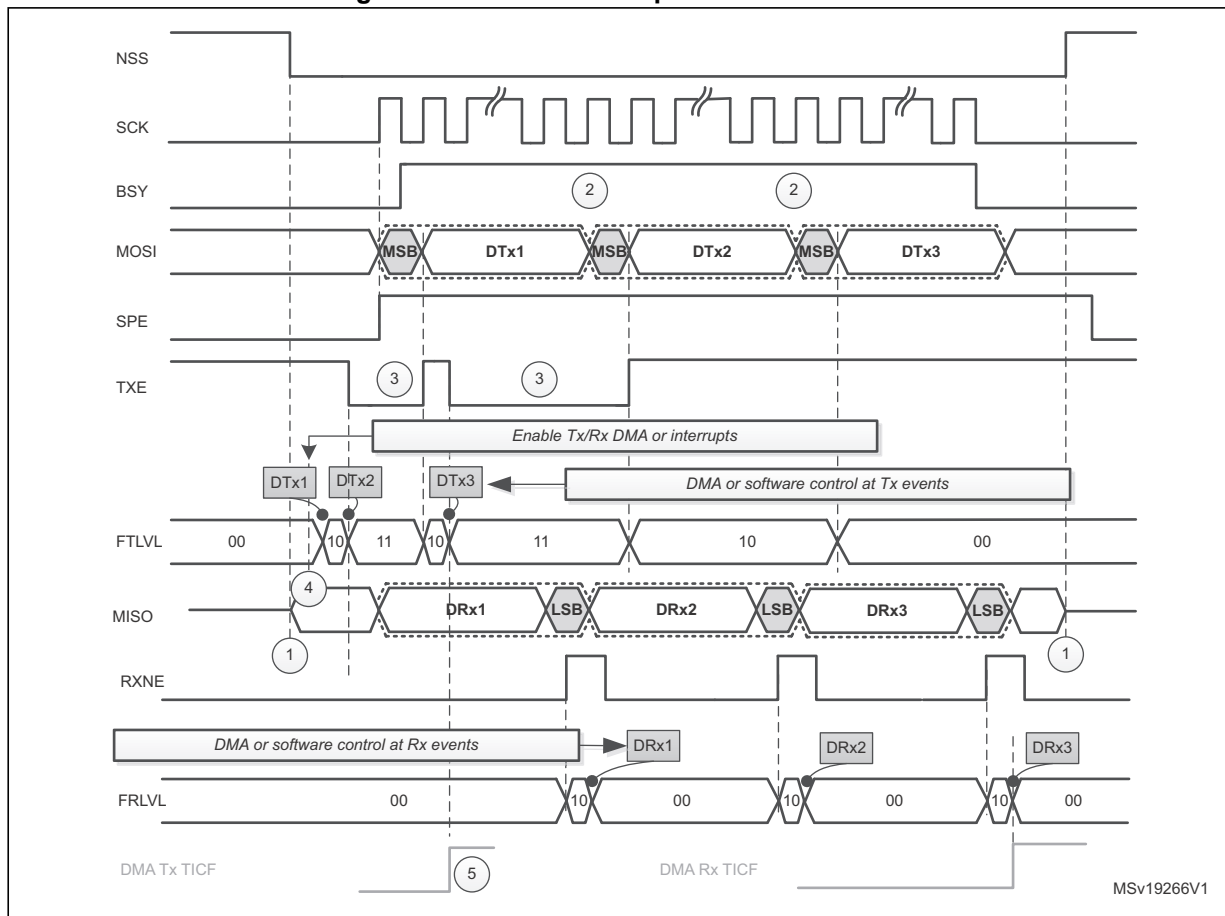 NSS
SCK
BSY
2 2
MOSI
MSB DTx1 MSB DTx2 MSB DTx3
SPE
TXE
3 3
Enable Tx/Rx DMA or interrupts
DTx1 DTx2 DTx3 DMA or software control at Tx events
FTLVL 00 10 11 10 11 10 00
4
MISO DRx1 LSB DRx2 LSB DRx3 LSB
1 1
RXNE
DMA or software control at Rx events DRx1 DRx2 DRx3
FRLVL 00 10 00 10 00 10 00
DMA Tx TICF 5 DMA Rx TICF
MSv19266V1